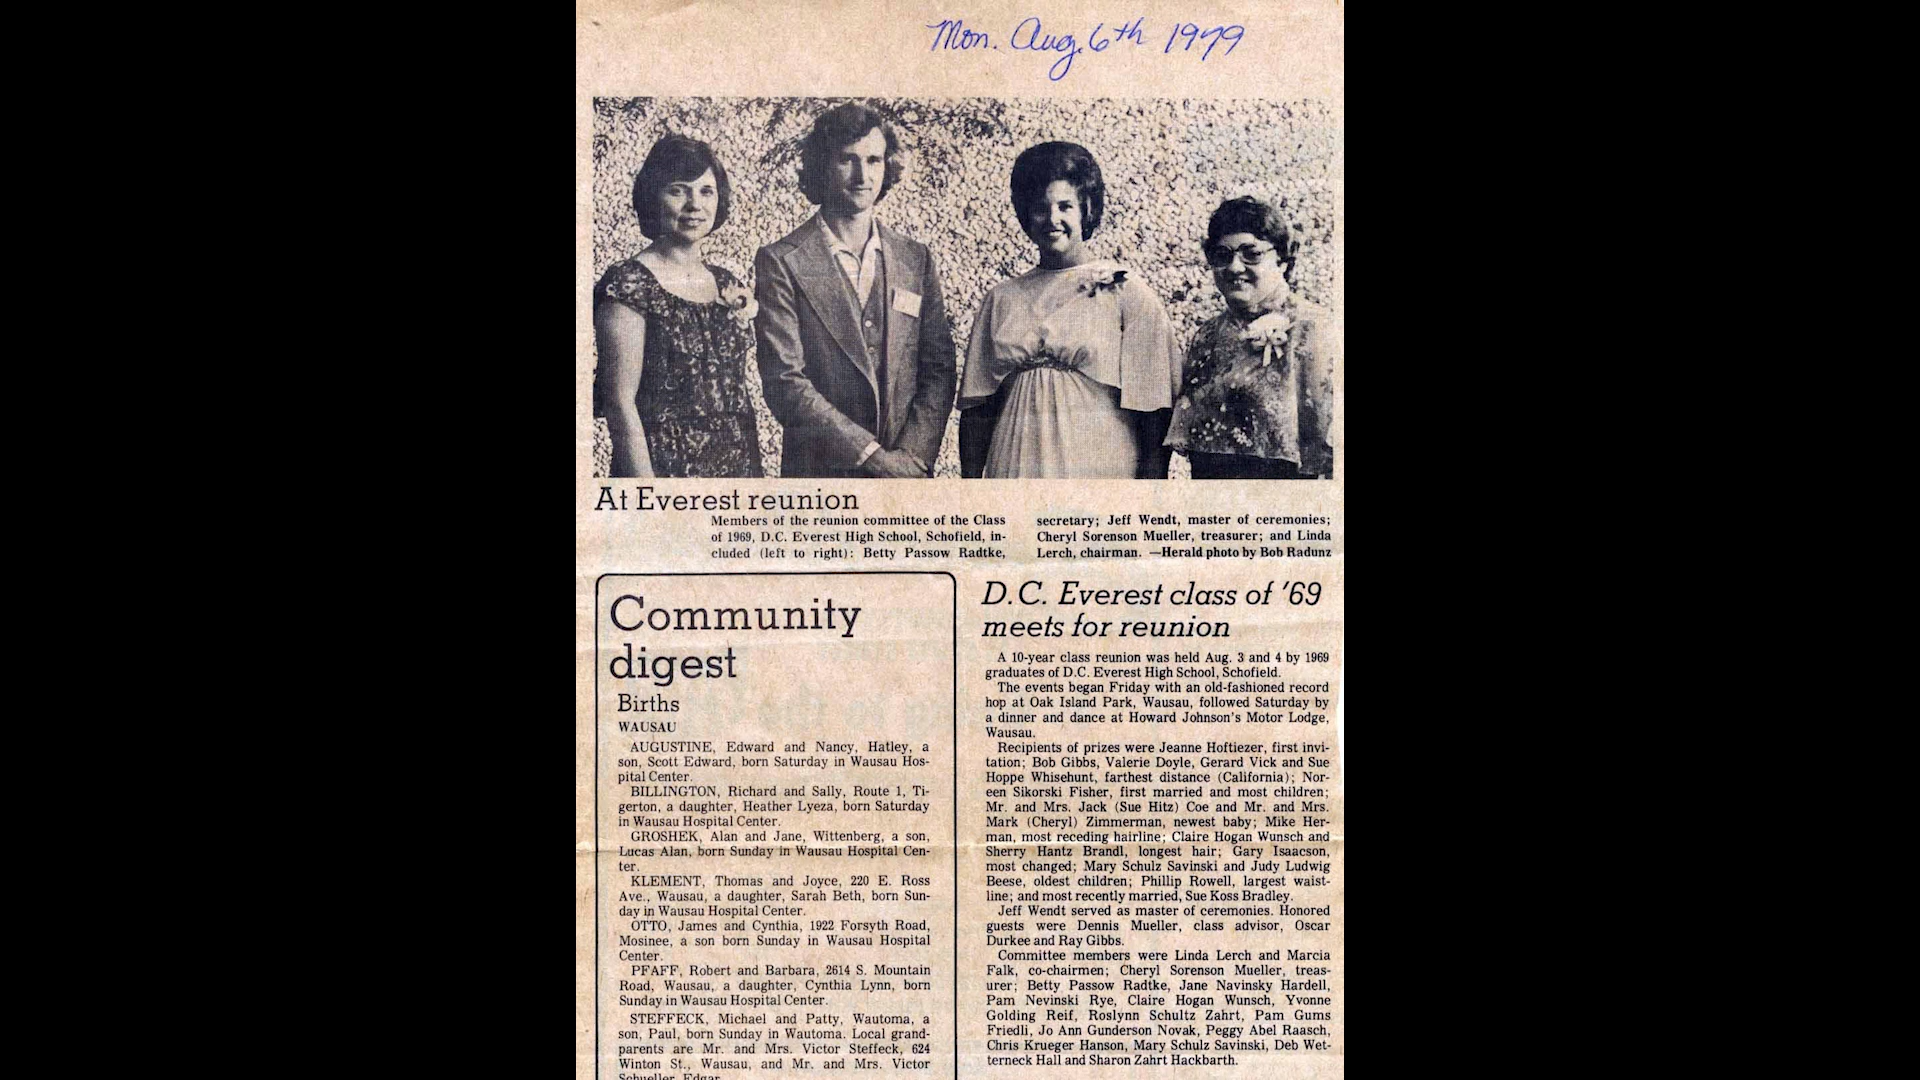 Mon. Aug. 6th 1979
At Everest reunion
Members of the reunion committee of the Class
of 1969, D.C. Everest High School, Schofield, in-
cluded (left to right): Betty Passow Radtke,
secretary; Jeff Wendt, master of ceremonies;
Cheryl Sorenson Mueller, treasurer; and Linda
Lerch, chairman. —Herald photo by Bob Radunz
Community
digest
Births
WAUSAU
AUGUSTINE, Edward and Nancy, Hatley, a
son, Scott Edward, born Saturday in Wausau Hos-
pital Center.
BILLINGTON, Richard and Sally, Route 1, Ti-
gerton, a daughter, Heather Lyeza, born Saturday
in Wausau Hospital Center.
GROSHEK, Alan and Jane, Wittenberg, a son,
Lucas Alan, born Sunday in Wausau Hospital Cen-
ter.
KLEMENT, Thomas and Joyce, 220 E. Ross
Ave., Wausau, a daughter, Sarah Beth, born Sun-
day in Wausau Hospital Center.
OTTO, James and Cynthia, 1922 Forsyth Road,
Mosinee, a son born Sunday in Wausau Hospital
Center.
PFAFF, Robert and Barbara, 2614 S. Mountain
Road, Wausau, a daughter, Cynthia Lynn, born
Sunday in Wausau Hospital Center.
STEFFECK, Michael and Patty, Wautoma, a
son, Paul, born Sunday in Wautoma. Local grand-
parents are Mr. and Mrs. Victor Steffeck, 624
Winton St., Wausau, and Mr. and Mrs. Victor
Schueller, Edgar.
D.C. Everest class of '69
meets for reunion
A 10-year class reunion was held Aug. 3 and 4 by 1969
graduates of D.C. Everest High School, Schofield.
The events began Friday with an old-fashioned record
hop at Oak Island Park, Wausau, followed Saturday by
a dinner and dance at Howard Johnson's Motor Lodge,
Wausau.
Recipients of prizes were Jeanne Hoftiezer, first invi-
tation; Bob Gibbs, Valerie Doyle, Gerard Vick and Sue
Hoppe Whisehunt, farthest distance (California); Nor-
een Sikorski Fisher, first married and most children;
Mr. and Mrs. Jack (Sue Hitz) Coe and Mr. and Mrs.
Mark (Cheryl) Zimmerman, newest baby; Mike Her-
man, most receding hairline; Claire Hogan Wunsch and
Sherry Hantz Brandl, longest hair; Gary Isaacson,
most changed; Mary Schulz Savinski and Judy Ludwig
Beese, oldest children; Phillip Rowell, largest waist-
line; and most recently married, Sue Koss Bradley.
Jeff Wendt served as master of ceremonies. Honored
guests were Dennis Mueller, class advisor, Oscar
Durkee and Ray Gibbs.
Committee members were Linda Lerch and Marcia
Falk, co-chairmen; Cheryl Sorenson Mueller, treas-
urer; Betty Passow Radtke, Jane Navinsky Hardell,
Pam Nevinski Rye, Claire Hogan Wunsch, Yvonne
Golding Reif, Roslynn Schultz Zahrt, Pam Gums
Friedli, Jo Ann Gunderson Novak, Peggy Abel Raasch,
Chris Krueger Hanson, Mary Schulz Savinski, Deb Wet-
terneck Hall and Sharon Zahrt Hackbarth.